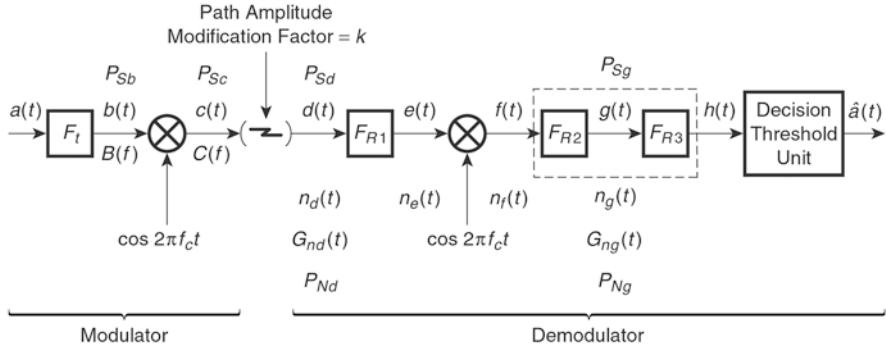 Path Amplitude
Modification Factor = k
P_Sb P_Sc P_Sd P_Sg
a(t) F_t b(t) c(t) d(t) F_R1 e(t) f(t) F_R2 g(t) F_R3 h(t) Decision Threshold Unit â(t)
B(f) C(f)
n_d(t) n_e(t) n_f(t) n_g(t)
cos 2πf_ct G_nd(t) cos 2πf_ct G_ng(t)
P_Nd P_Ng
Modulator Demodulator